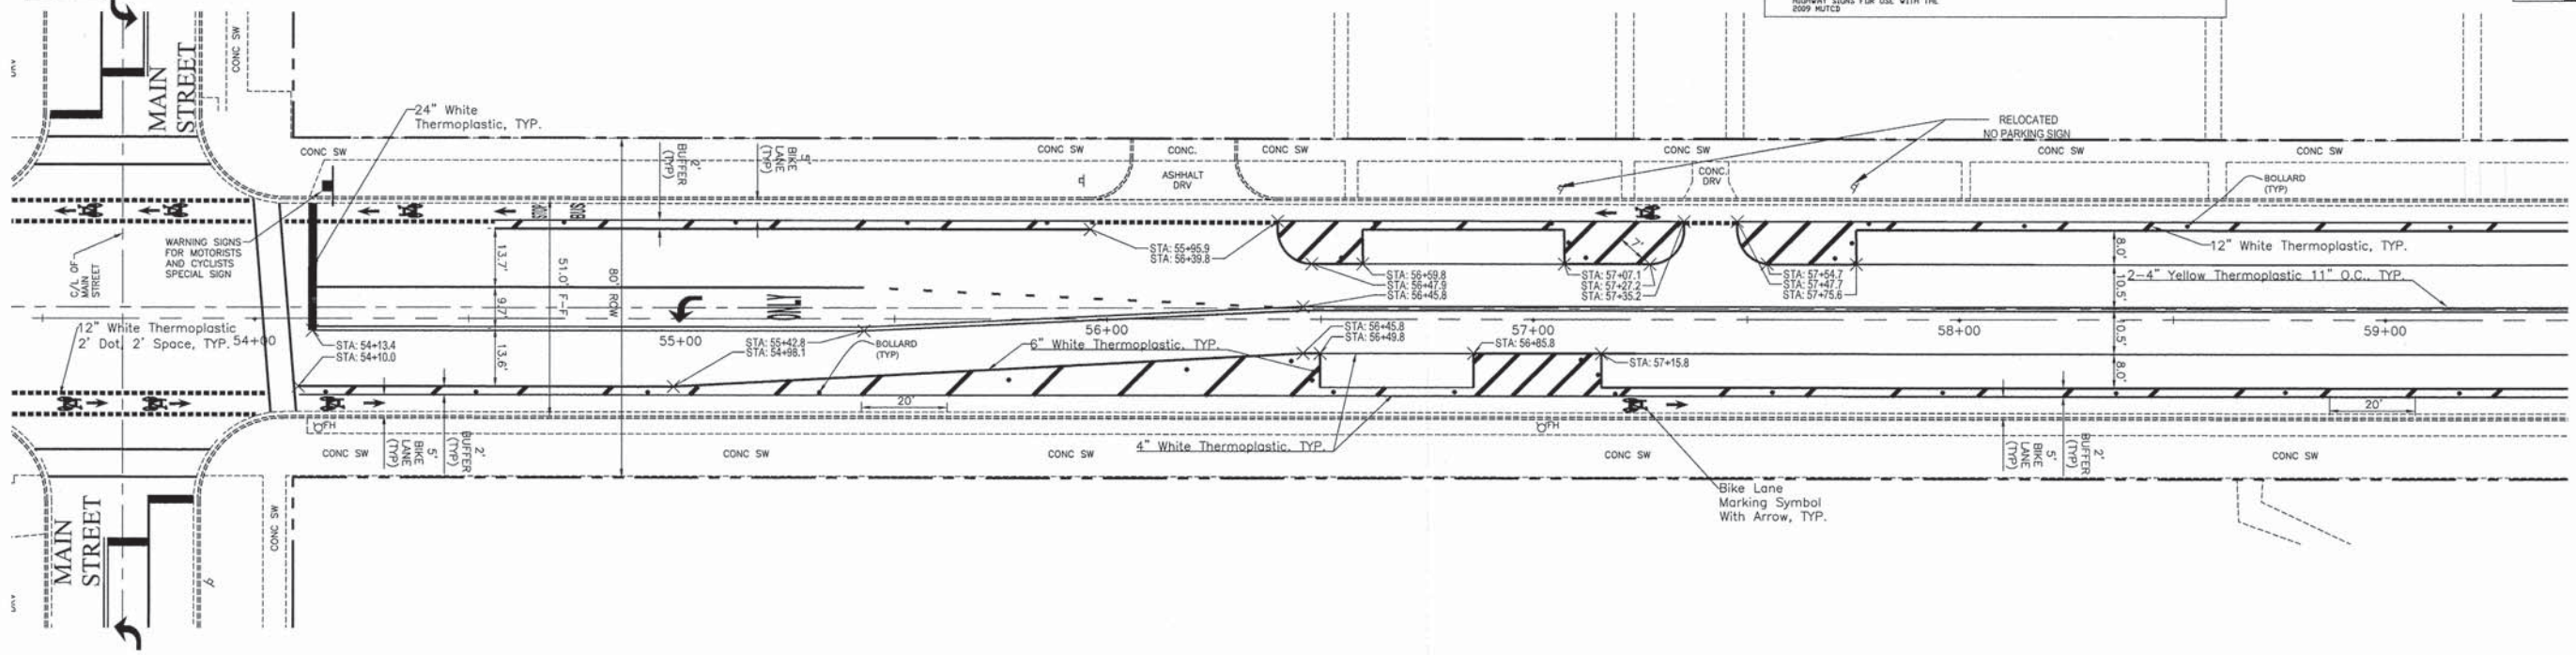 HIGHWAY SIGNS FOR USE WITH THE
2009 MUTCD
MAIN
STREET
CONC SW
24" White
Thermoplastic, TYP.
CONC SW
2'
BUFFER
(TYP)
5'
BIKE
LANE
(TYP)
CONC SW
CONC.
ASHHALT
DRV
CONC SW
RELOCATED
NO PARKING SIGN
CONC SW
CONC.
DRV
CONC SW
CONC SW
BOLLARD
(TYP)
WARNING SIGNS
FOR MOTORISTS
AND CYCLISTS
SPECIAL SIGN
C/L OF
MAIN
STREET
BUS
STOP
13.7'
9.7'
13.6'
51.0' F-F
80' ROW
ONLY
STA: 55+95.9
STA: 56+39.8
STA: 56+59.8
STA: 56+47.9
STA: 56+45.8
7'
STA: 57+07.1
STA: 57+27.2
STA: 57+35.2
STA: 57+54.7
STA: 57+47.7
STA: 57+75.6
12" White Thermoplastic, TYP.
2-4" Yellow Thermoplastic 11" O.C., TYP.
8.0'
10.5'
10.5'
8.0'
12" White Thermoplastic
2' Dot, 2' Space, TYP.
54+00
55+00
56+00
57+00
58+00
59+00
STA: 54+13.4
STA: 54+10.0
STA: 55+42.8
STA: 54+98.1
BOLLARD
(TYP)
6" White Thermoplastic, TYP.
STA: 56+45.8
STA: 56+49.8
STA: 56+85.8
STA: 57+15.8
20'
20'
FH
FH
CONC SW
5'
BIKE
LANE
(TYP)
2'
BUFFER
(TYP)
CONC SW
CONC SW
4" White Thermoplastic, TYP.
CONC SW
5'
BIKE
LANE
(TYP)
2'
BUFFER
(TYP)
CONC SW
Bike Lane
Marking Symbol
With Arrow, TYP.
MAIN
STREET
CONC SW